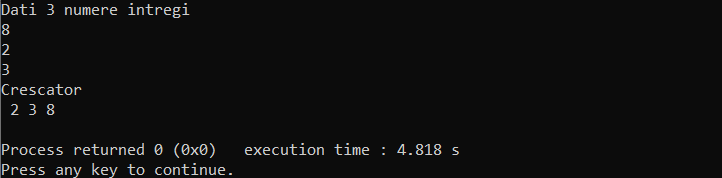 Dati 3 numere intregi
8
2
3
Crescator
 2 3 8
Process returned 0 (0x0)   execution time : 4.818 s
Press any key to continue.